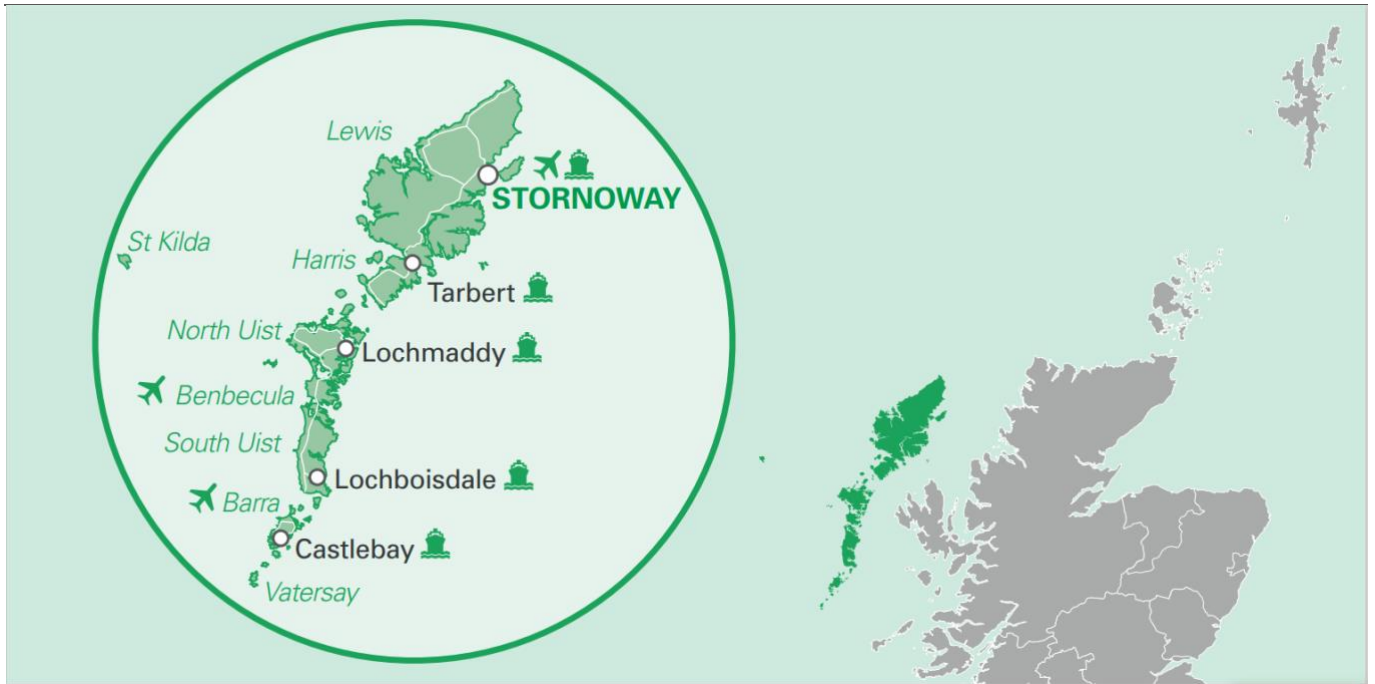 Lewis
STORNOWAY
St Kilda
Harris
Tarbert
North Uist
Lochmaddy
Benbecula
South Uist
Lochboisdale
Barra
Castlebay
Vatersay